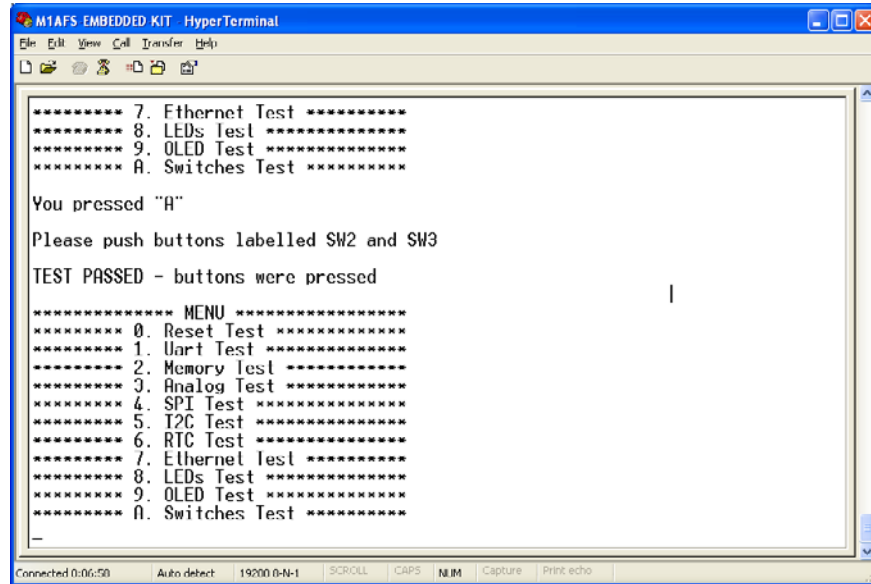 M1AFS EMBEDDED KIT - HyperTerminal
File Edit View Call Transfer Help
********* 7. Ethernet Test **********
********* 8. LEDs Test **************
********* 9. OLED Test **************
********* A. Switches Test **********
You pressed "A"
Please push buttons labelled SW2 and SW3
TEST PASSED - buttons were pressed
************** MENU *****************
********* 0. Reset Test *************
********* 1. Uart Test **************
********* 2. Memory Test ************
********* 3. Analog Test ************
********* 4. SPI Test ***************
********* 5. I2C Test ***************
********* 6. RTC Test ***************
********* 7. Ethernet Test **********
********* 8. LEDs Test **************
********* 9. OLED Test **************
********* A. Switches Test **********
_
Connected 0:06:50 Auto detect 19200 8-N-1 SCROLL CAPS NUM Capture Print echo